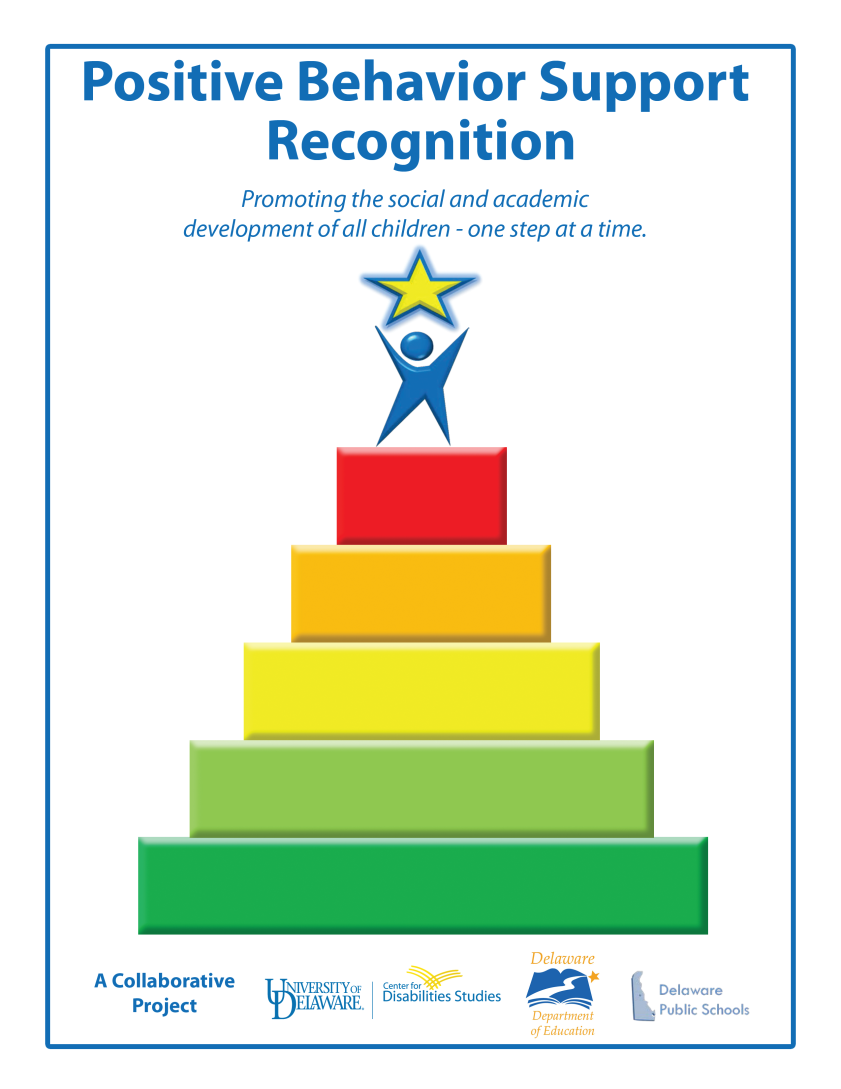 Positive Behavior Support
Recognition
Promoting the social and academic
development of all children - one step at a time.
A Collaborative
Project
UNIVERSITY OF
DELAWARE.
Center for
Disabilities Studies
Delaware
Department
of Education
Delaware
Public Schools